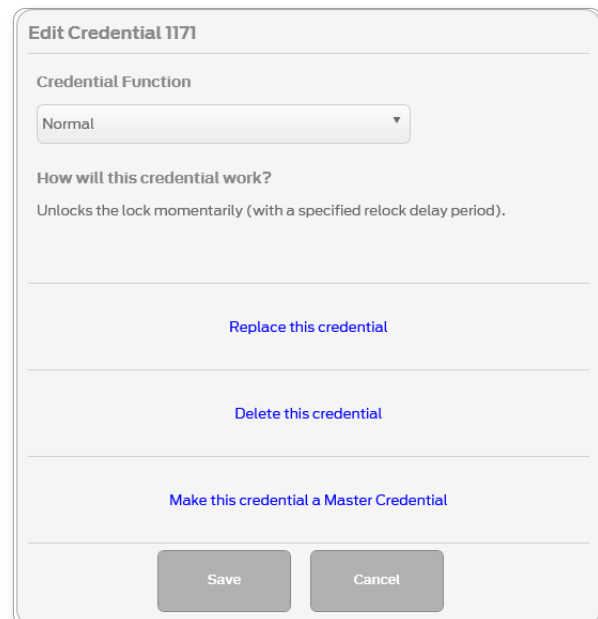 Edit Credential 1171
Credential Function
Normal
How will this credential work?
Unlocks the lock momentarily (with a specified relock delay period).
Replace this credential
Delete this credential
Make this credential a Master Credential
Save
Cancel